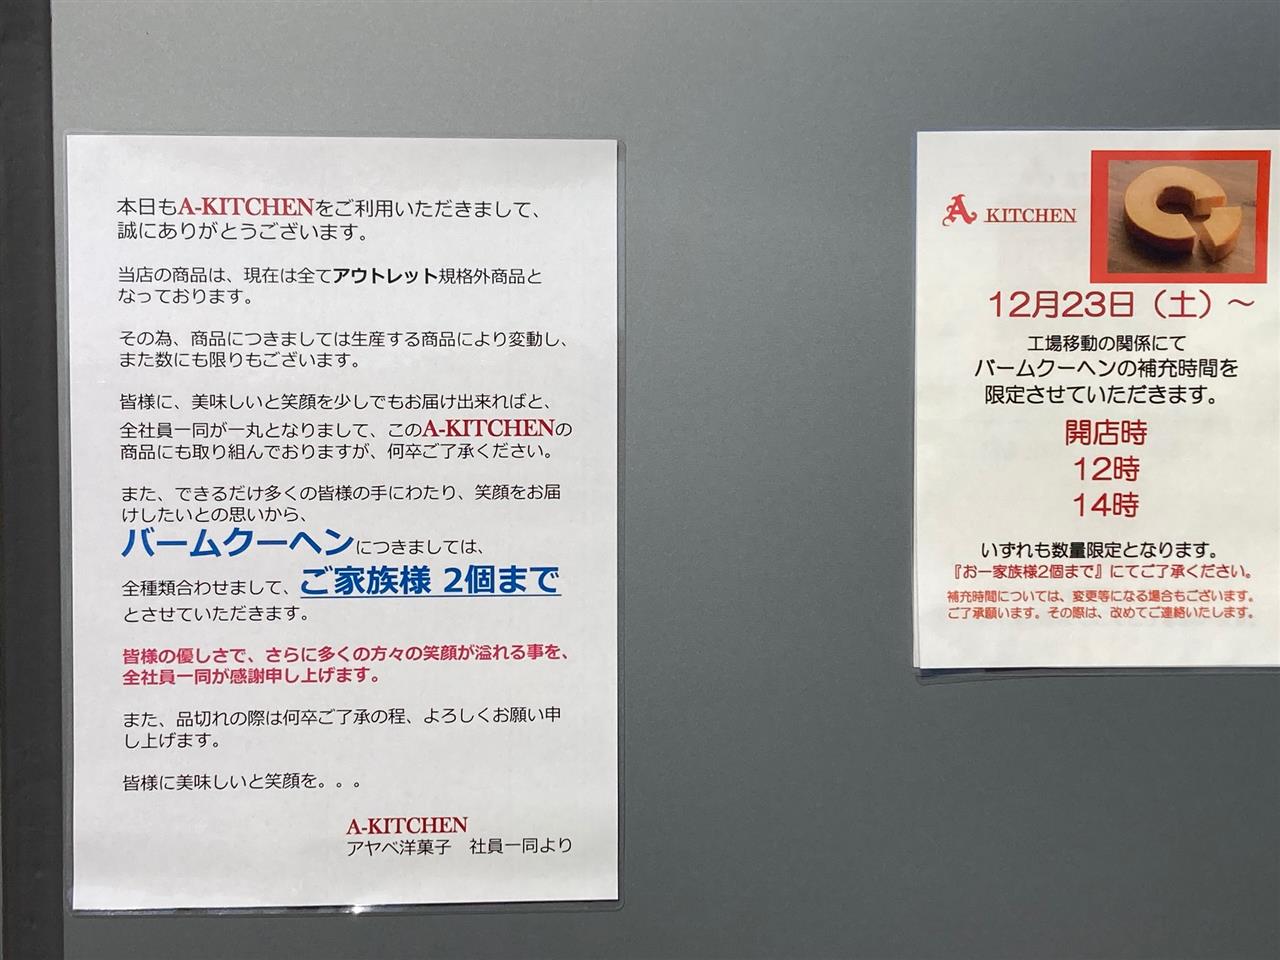 本日もA-KITCHENをご利用いただきまして、
誠にありがとうございます。
当店の商品は、現在は全てアウトレット規格外商品と
なっております。
その為、商品につきましては生産する商品により変動し、
また数にも限りもございます。
皆様に、美味しいと笑顔を少しでもお届け出来ればと、
全社員一同が一丸となりまして、このA-KITCHENの
商品にも取り組んでおりますが、何卒ご了承ください。
また、できるだけ多くの皆様の手にわたり、笑顔をお届
けしたいとの思いから、
バームクーヘンにつきましては、
全種類合わせまして、ご家族様 2個まで
とさせていただきます。
皆様の優しさで、さらに多くの方々の笑顔が溢れる事を、
全社員一同が感謝申し上げます。
また、品切れの際は何卒ご了承の程、よろしくお願い申
し上げます。
皆様に美味しいと笑顔を。。。
A-KITCHEN
アヤベ洋菓子　社員一同より
A KITCHEN
12月23日（土）～
工場移動の関係にて
バームクーヘンの補充時間を
限定させていただきます。
開店時
12時
14時
いずれも数量限定となります。
『お一家族様2個まで』にてご了承ください。
補充時間については、変更等になる場合もございます。
ご了承願います。その際は、改めてご連絡いたします。